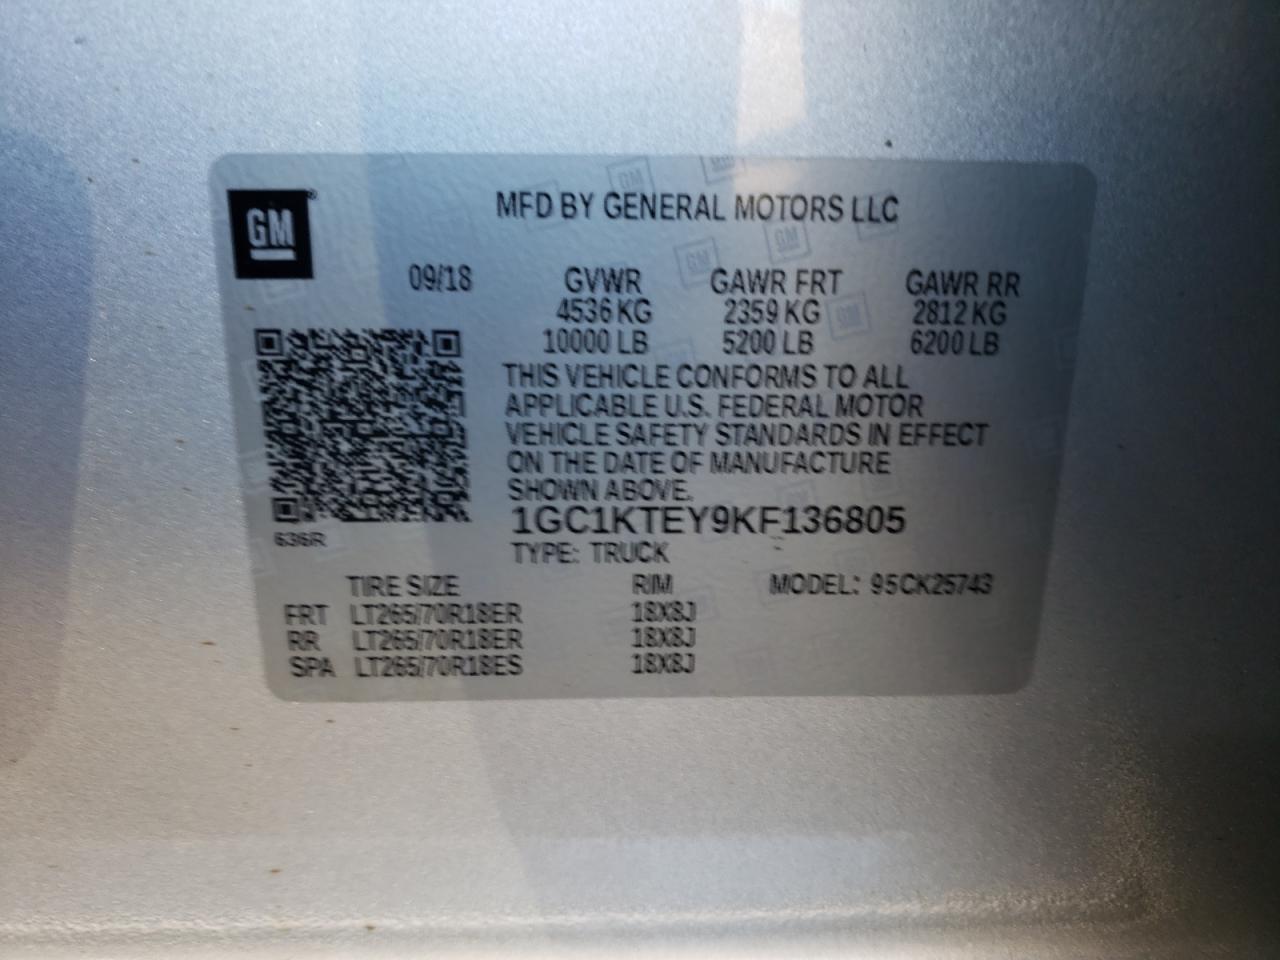 GM
MFD BY GENERAL MOTORS LLC
09/18 GVWR GAWR FRT GAWR RR
4536 KG 2359 KG 2812 KG
10000 LB 5200 LB 6200 LB
THIS VEHICLE CONFORMS TO ALL
APPLICABLE U.S. FEDERAL MOTOR
VEHICLE SAFETY STANDARDS IN EFFECT
ON THE DATE OF MANUFACTURE
SHOWN ABOVE.
1GC1KTEY9KF136805
636R
TYPE: TRUCK
TIRE SIZE RIM MODEL: 95CK25743
FRT LT265/70R18ER 18X8J
RR LT265/70R18ER 18X8J
SPA LT265/70R18ES 18X8J